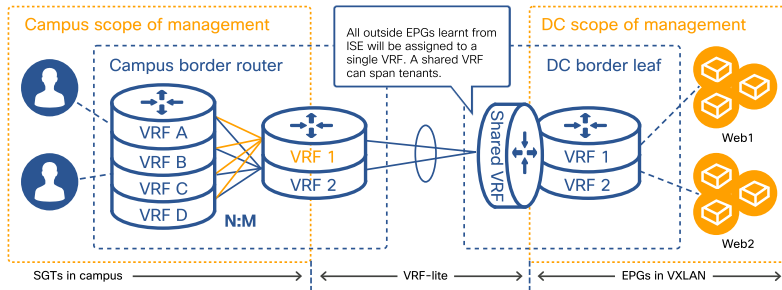 Campus scope of management
All outside EPGs learnt from
ISE will be assigned to a
single VRF. A shared VRF
can span tenants.
DC scope of management
Campus border router
DC border leaf
VRF A
VRF B
VRF C
VRF D
N:M
VRF 1
VRF 2
Shared VRF
VRF 1
VRF 2
Web1
Web2
SGTs in campus
VRF-lite
EPGs in VXLAN